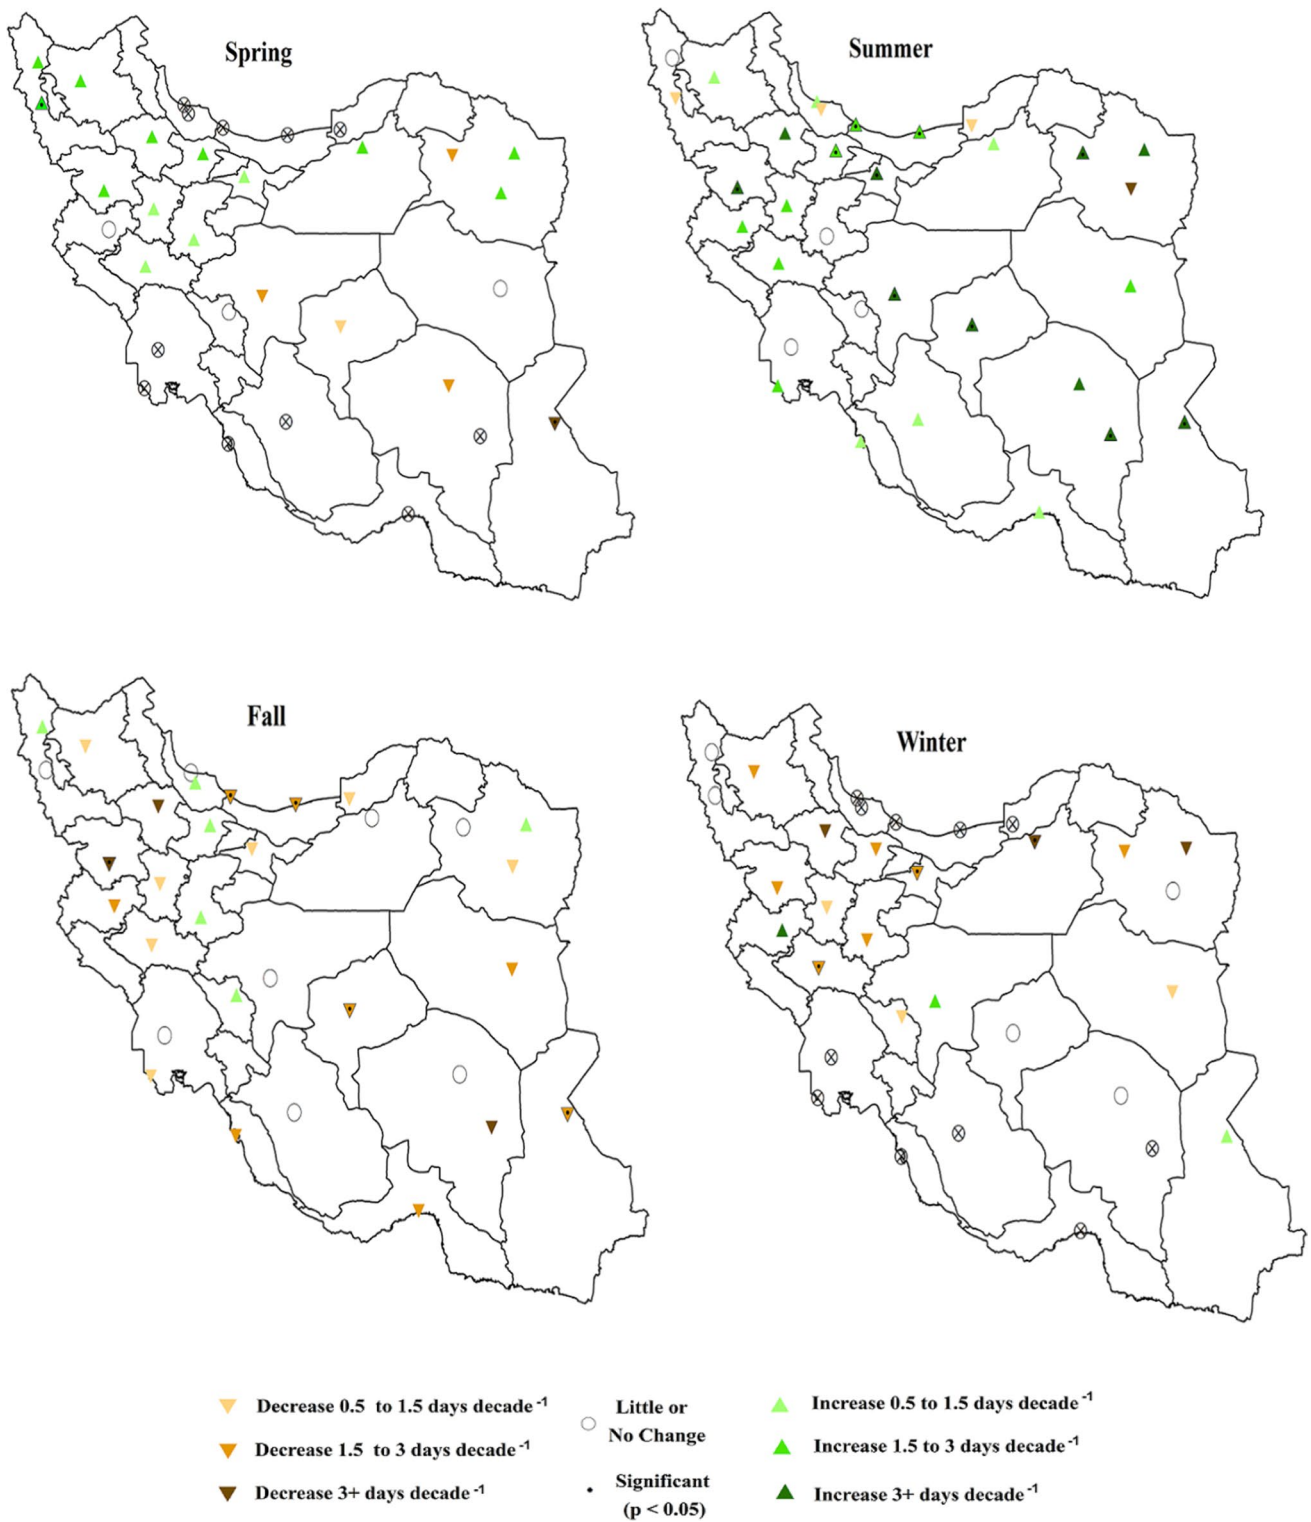 Spring
Summer
Fall
Winter
Decrease 0.5 to 1.5 days decade -1
Decrease 1.5 to 3 days decade -1
Decrease 3+ days decade -1
Little or
No Change
Significant
(p < 0.05)
Increase 0.5 to 1.5 days decade -1
Increase 1.5 to 3 days decade -1
Increase 3+ days decade -1